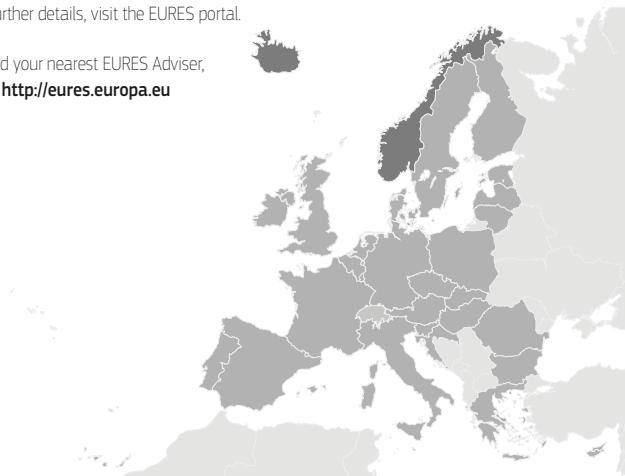 urther details, visit the EURES portal.
d your nearest EURES Adviser,
http://eures.europa.eu